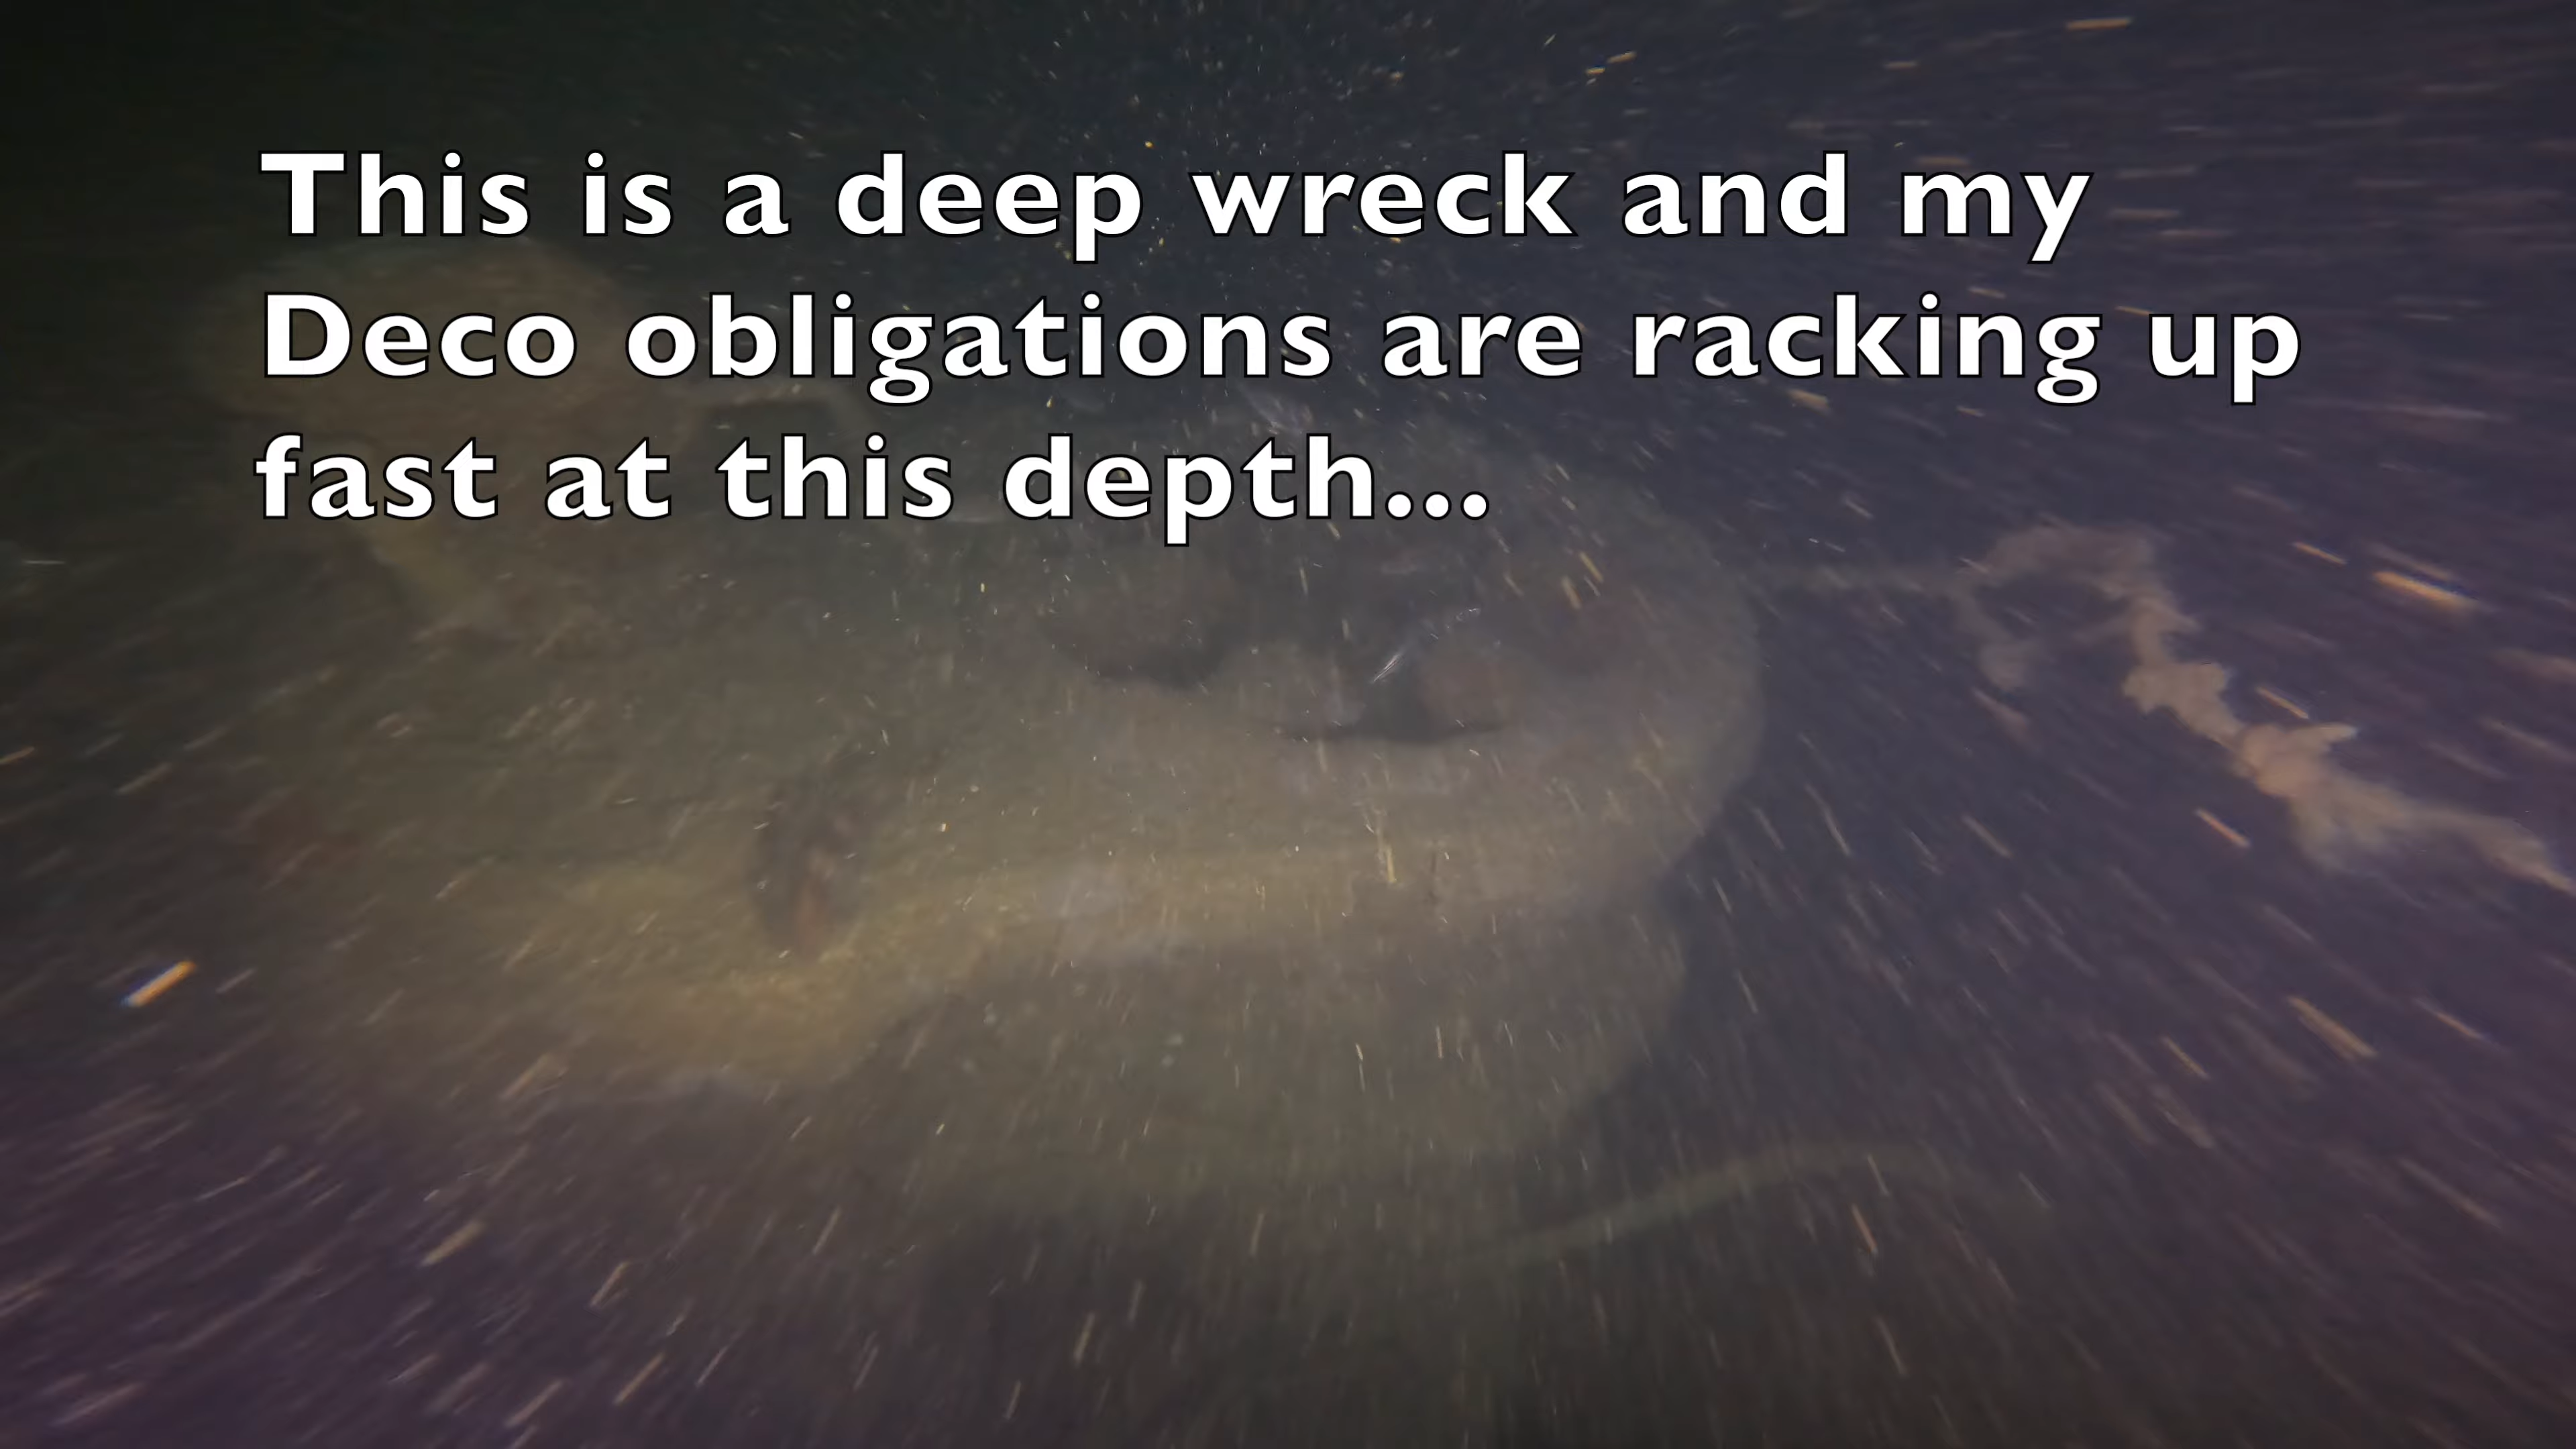 This is a deep wreck and my
Deco obligations are racking up
fast at this depth...